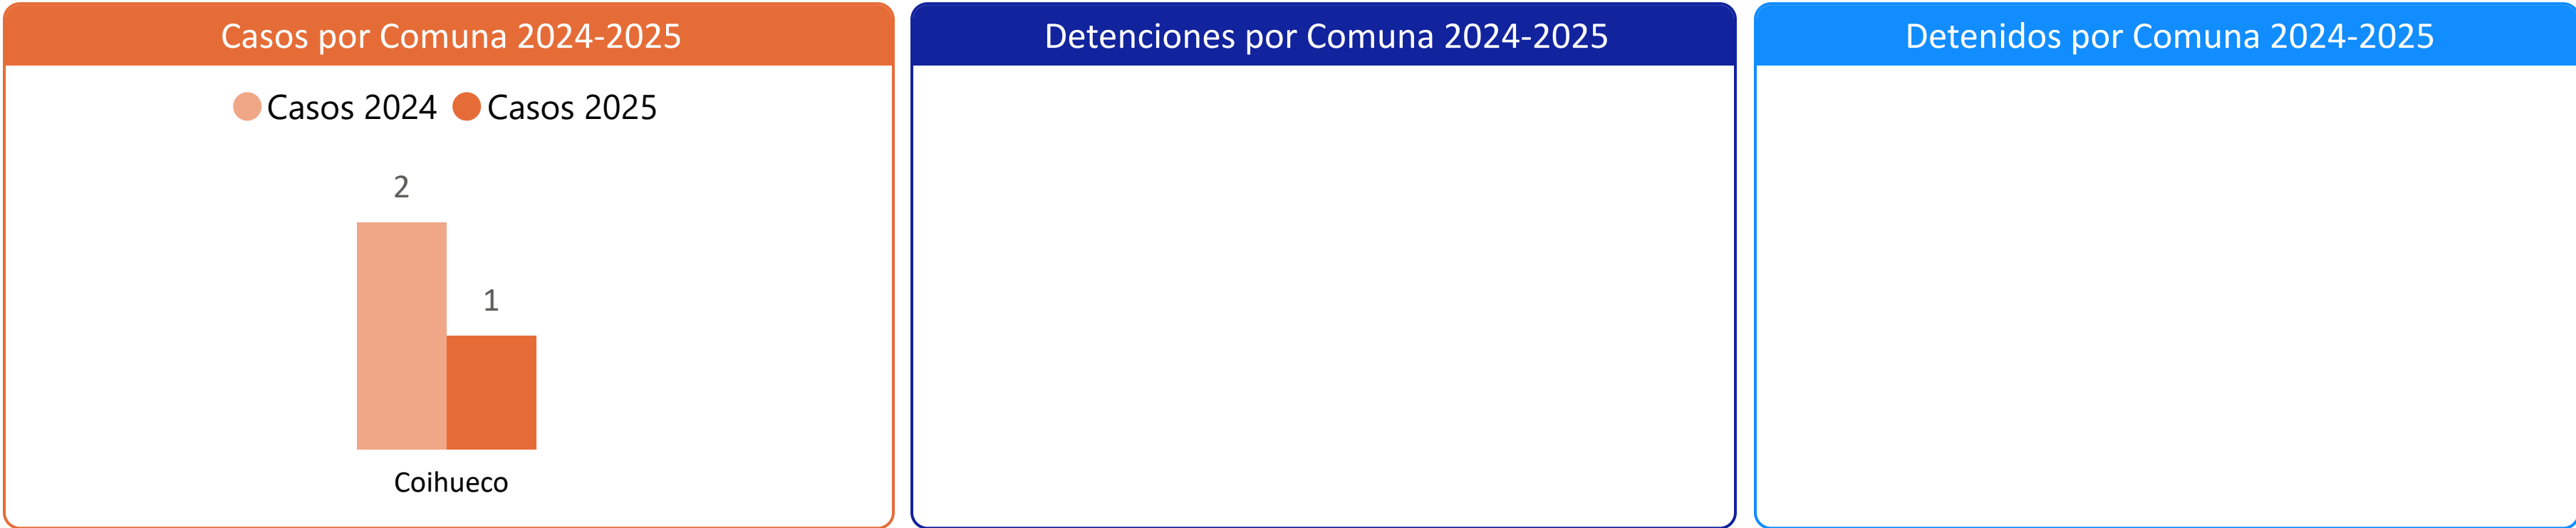 Casos por Comuna 2024-2025
Casos 2024 Casos 2025
2
1
Coihueco
Detenciones por Comuna 2024-2025
Detenidos por Comuna 2024-2025